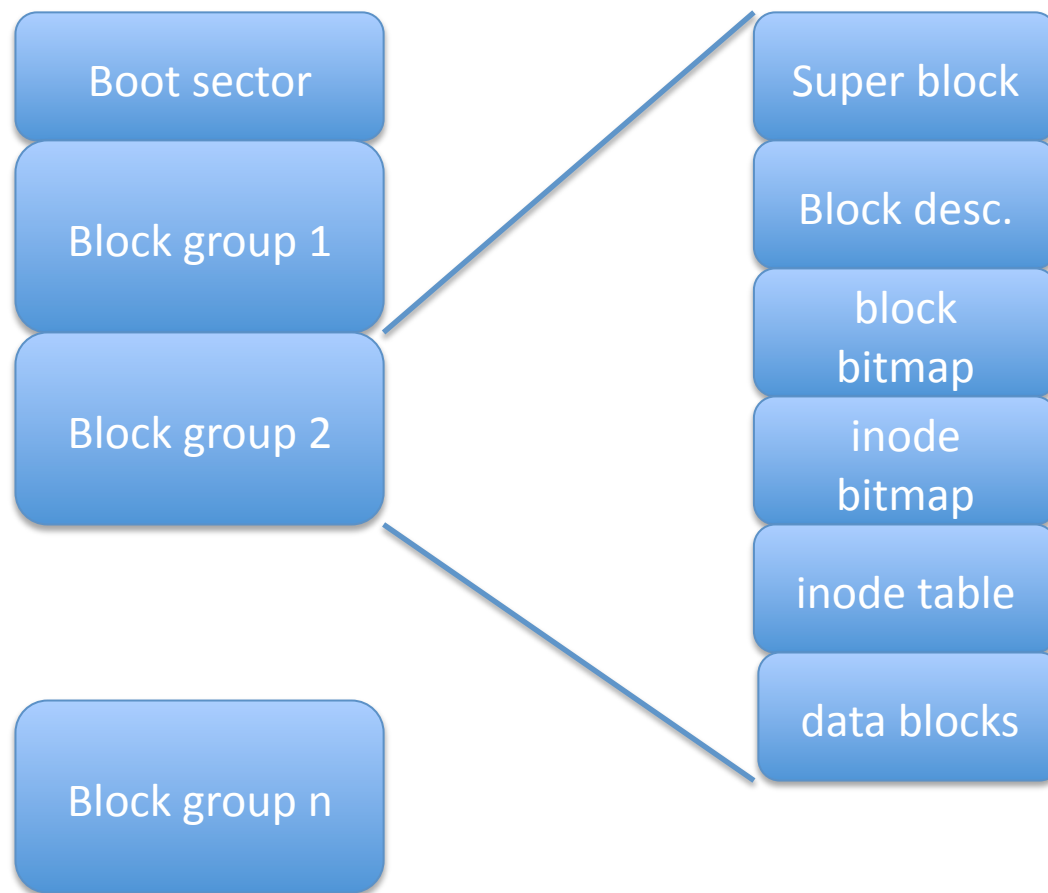 Boot sector
Block group 1
Block group 2
Block group n
Super block
Block desc.
block
bitmap
inode
bitmap
inode table
data blocks